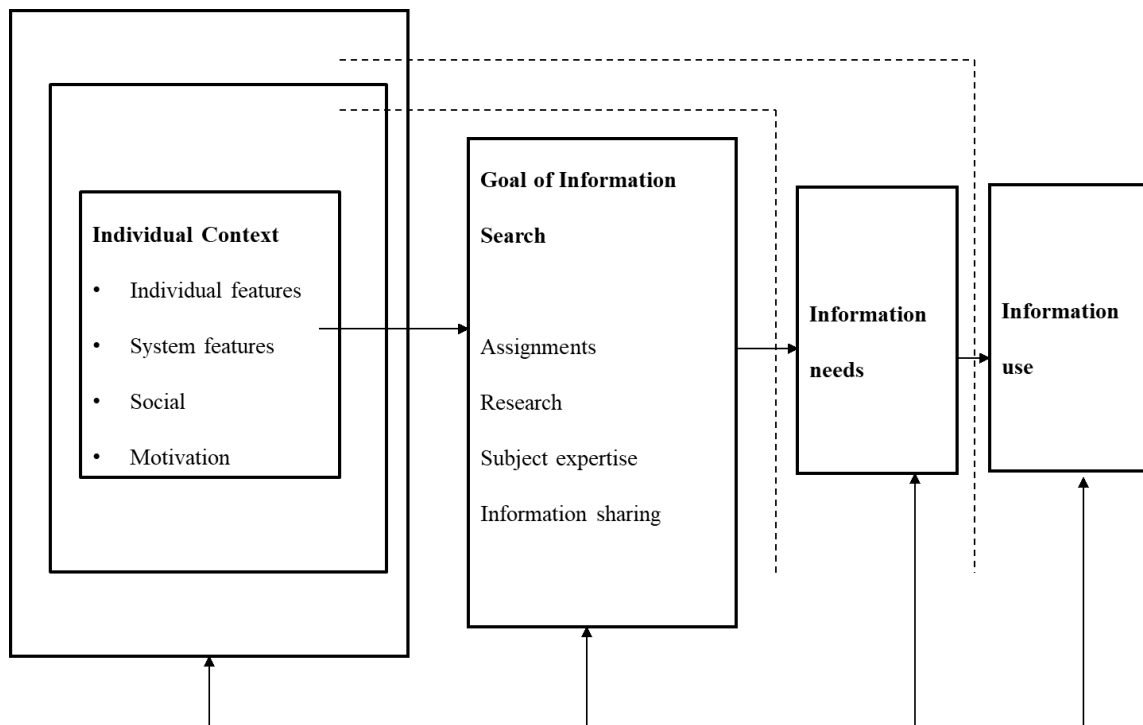 Individual Context
• Individual features
• System features
• Social
• Motivation
Goal of Information
Search
Assignments
Research
Subject expertise
Information sharing
Information
needs
Information
use